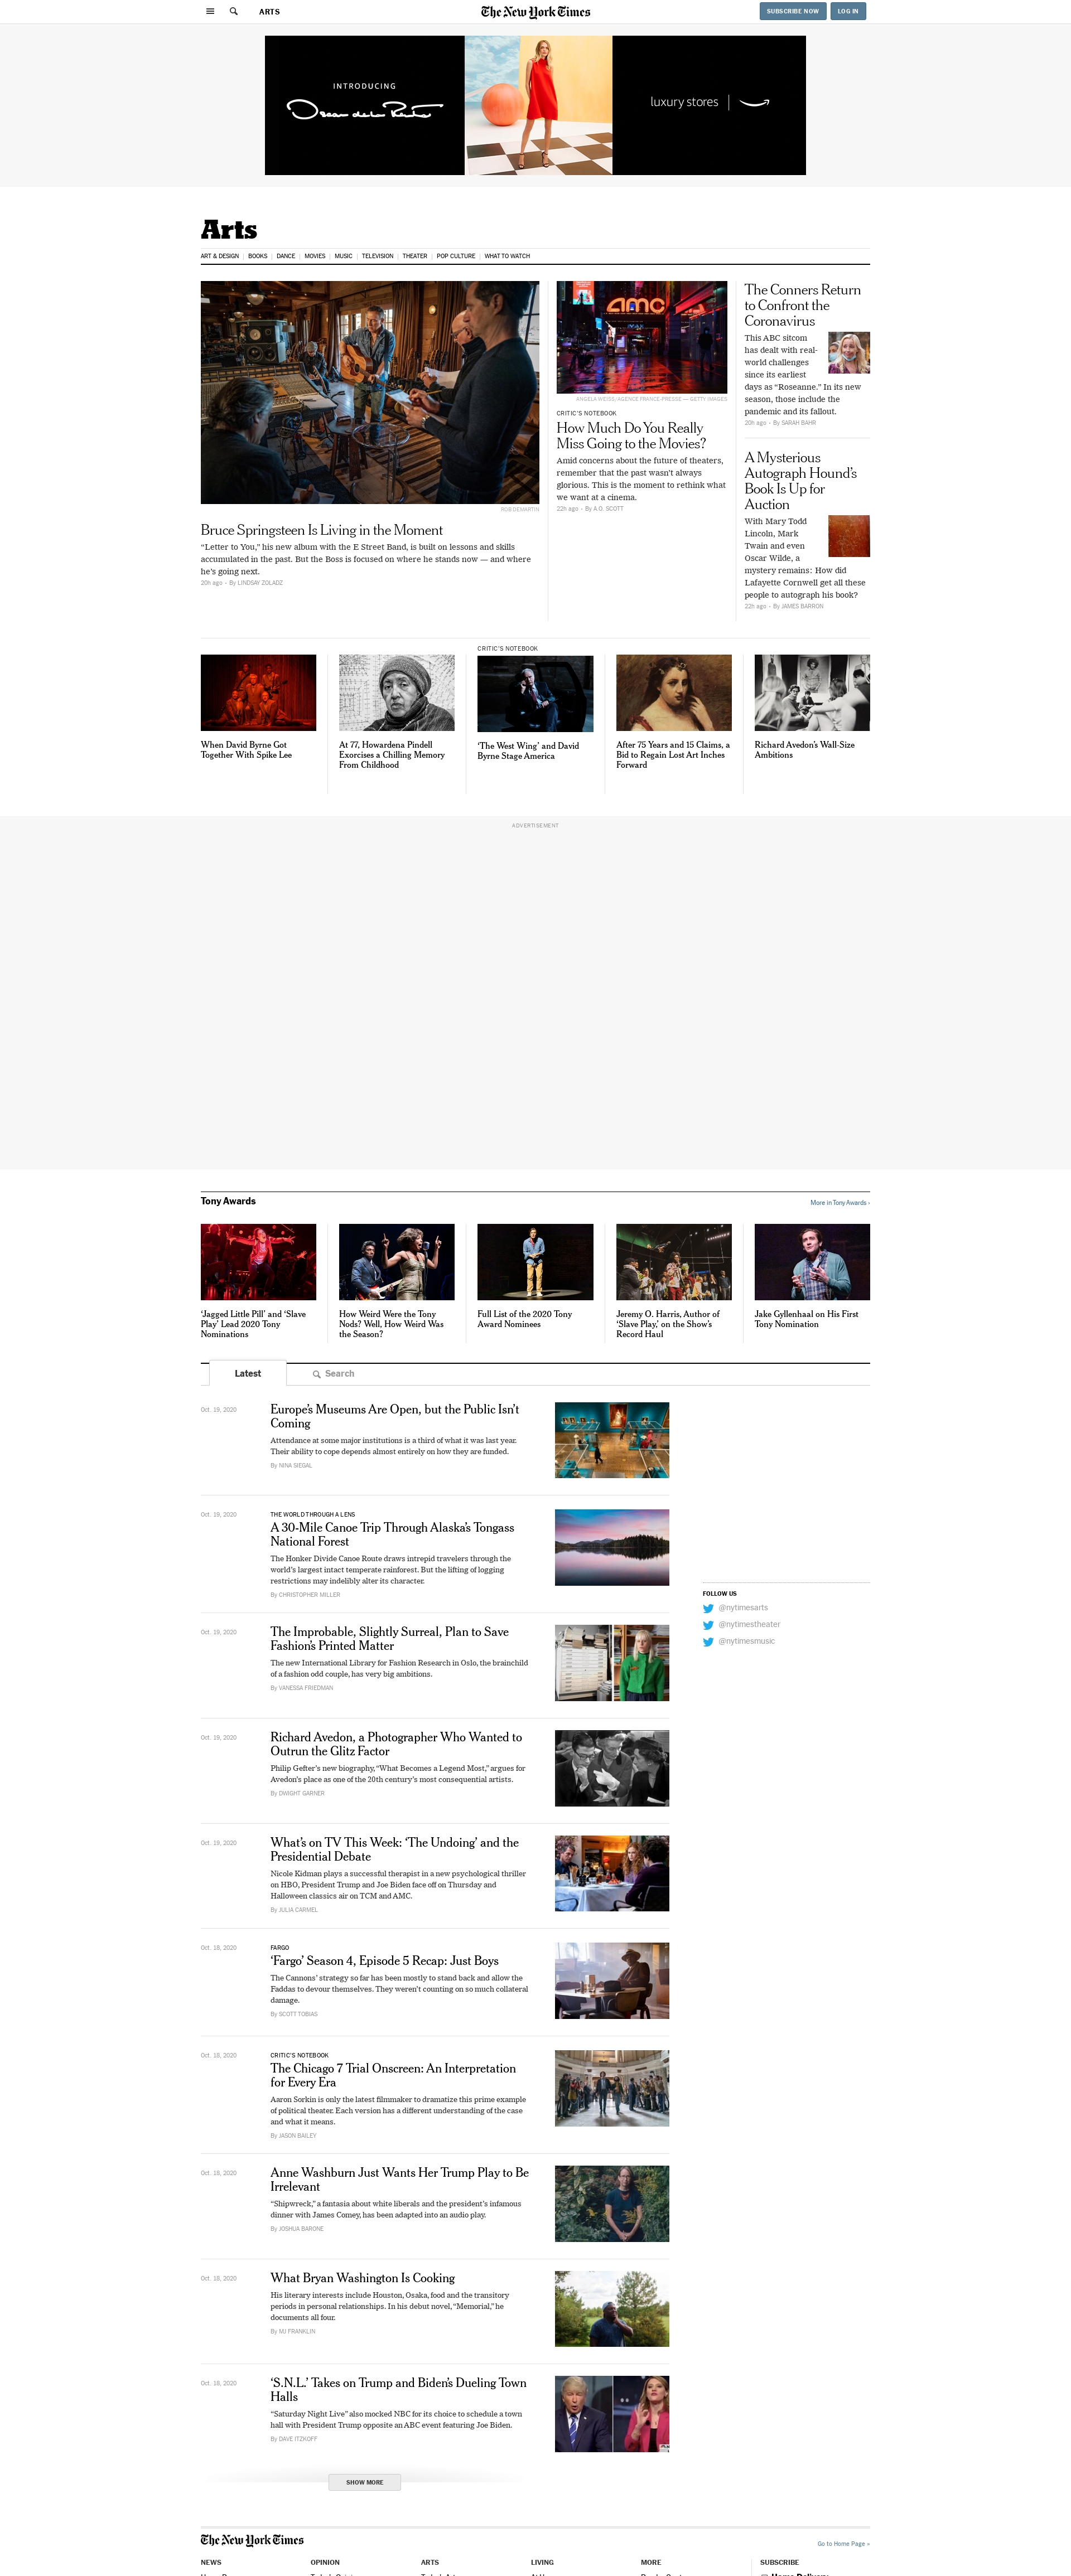 ARTS
The New York Times
SUBSCRIBE NOW
LOG IN
INTRODUCING
Oscar de la Renta
luxury stores
Arts
ART & DESIGN
BOOKS
DANCE
MOVIES
MUSIC
TELEVISION
THEATER
POP CULTURE
WHAT TO WATCH
ROB DEMARTIN
Bruce Springsteen Is Living in the Moment
“Letter to You,” his new album with the E Street Band, is built on lessons and skills
accumulated in the past. But the Boss is focused on where he stands now — and where
he’s going next.
20h ago - By LINDSAY ZOLADZ
amc
ANGELA WEISS/AGENCE FRANCE-PRESSE — GETTY IMAGES
CRITIC’S NOTEBOOK
How Much Do You Really
Miss Going to the Movies?
Amid concerns about the future of theaters,
remember that the past wasn’t always
glorious. This is the moment to rethink what
we want at a cinema.
22h ago - By A.O. SCOTT
The Conners Return
to Confront the
Coronavirus
This ABC sitcom
has dealt with real-
world challenges
since its earliest
days as “Roseanne.” In its new
season, those include the
pandemic and its fallout.
20h ago - By SARAH BAHR
A Mysterious
Autograph Hound’s
Book Is Up for
Auction
With Mary Todd
Lincoln, Mark
Twain and even
Oscar Wilde, a
mystery remains: How did
Lafayette Cornwell get all these
people to autograph his book?
22h ago - By JAMES BARRON
When David Byrne Got
Together With Spike Lee
At 77, Howardena Pindell
Exorcises a Chilling Memory
From Childhood
CRITIC’S NOTEBOOK
‘The West Wing’ and David
Byrne Stage America
After 75 Years and 15 Claims, a
Bid to Regain Lost Art Inches
Forward
Richard Avedon’s Wall-Size
Ambitions
ADVERTISEMENT
Tony Awards
More in Tony Awards ›
‘Jagged Little Pill’ and ‘Slave
Play’ Lead 2020 Tony
Nominations
How Weird Were the Tony
Nods? Well, How Weird Was
the Season?
Full List of the 2020 Tony
Award Nominees
Jeremy O. Harris, Author of
‘Slave Play,’ on the Show’s
Record Haul
Jake Gyllenhaal on His First
Tony Nomination
Latest
Search
Oct. 19, 2020
Europe’s Museums Are Open, but the Public Isn’t
Coming
Attendance at some major institutions is a third of what it was last year.
Their ability to cope depends almost entirely on how they are funded.
By NINA SIEGAL
Oct. 19, 2020
THE WORLD THROUGH A LENS
A 30-Mile Canoe Trip Through Alaska’s Tongass
National Forest
The Honker Divide Canoe Route draws intrepid travelers through the
world’s largest intact temperate rainforest. But the lifting of logging
restrictions may indelibly alter its character.
By CHRISTOPHER MILLER
FOLLOW US
@nytimesarts
@nytimestheater
@nytimesmusic
Oct. 19, 2020
The Improbable, Slightly Surreal, Plan to Save
Fashion’s Printed Matter
The new International Library for Fashion Research in Oslo, the brainchild
of a fashion odd couple, has very big ambitions.
By VANESSA FRIEDMAN
Oct. 19, 2020
Richard Avedon, a Photographer Who Wanted to
Outrun the Glitz Factor
Philip Gefter’s new biography, “What Becomes a Legend Most,” argues for
Avedon’s place as one of the 20th century’s most consequential artists.
By DWIGHT GARNER
Oct. 19, 2020
What’s on TV This Week: ‘The Undoing’ and the
Presidential Debate
Nicole Kidman plays a successful therapist in a new psychological thriller
on HBO, President Trump and Joe Biden face off on Thursday and
Halloween classics air on TCM and AMC.
By JULIA CARMEL
Oct. 18, 2020
FARGO
‘Fargo’ Season 4, Episode 5 Recap: Just Boys
The Cannons’ strategy so far has been mostly to stand back and allow the
Faddas to devour themselves. They weren’t counting on so much collateral
damage.
By SCOTT TOBIAS
Oct. 18, 2020
CRITIC’S NOTEBOOK
The Chicago 7 Trial Onscreen: An Interpretation
for Every Era
Aaron Sorkin is only the latest filmmaker to dramatize this prime example
of political theater. Each version has a different understanding of the case
and what it means.
By JASON BAILEY
Oct. 18, 2020
Anne Washburn Just Wants Her Trump Play to Be
Irrelevant
“Shipwreck,” a fantasia about white liberals and the president’s infamous
dinner with James Comey, has been adapted into an audio play.
By JOSHUA BARONE
Oct. 18, 2020
What Bryan Washington Is Cooking
His literary interests include Houston, Osaka, food and the transitory
periods in personal relationships. In his debut novel, “Memorial,” he
documents all four.
By MJ FRANKLIN
Oct. 18, 2020
‘S.N.L.’ Takes on Trump and Biden’s Dueling Town
Halls
“Saturday Night Live” also mocked NBC for its choice to schedule a town
hall with President Trump opposite an ABC event featuring Joe Biden.
By DAVE ITZKOFF
SHOW MORE
The New York Times
Go to Home Page »
NEWS
OPINION
ARTS
LIVING
MORE
SUBSCRIBE